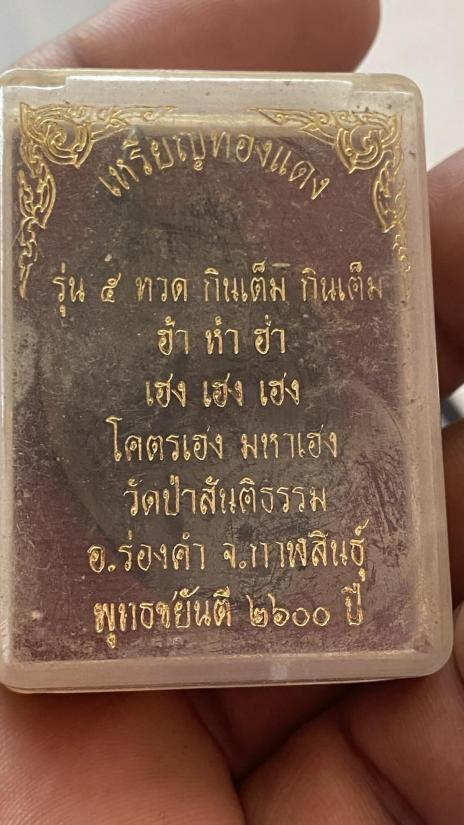 เหรียญทองแดง
รุ่น ๕ ทวด กินเต็ม กินเต็ม
ฮ่า ห่ำ ฮ่ำ
เฮง เฮง เฮง
โคตรเฮง มหาเฮง
วัดป่าสันติธรรม
อ.ร่องคำ จ.กาฬสินธุ์
พุทธชยันตี ๒๖๐๐ ปี